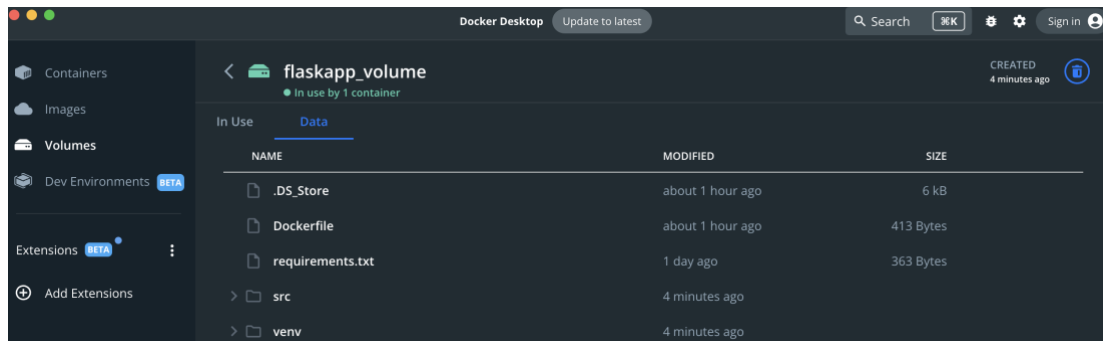 Docker Desktop Update to latest Search ⌘K Sign in
Containers
Images
Volumes
Dev Environments BETA
Extensions BETA
Add Extensions
flaskapp_volume
In use by 1 container
CREATED
4 minutes ago
In Use Data
NAME MODIFIED SIZE
.DS_Store about 1 hour ago 6 kB
Dockerfile about 1 hour ago 413 Bytes
requirements.txt 1 day ago 363 Bytes
src 4 minutes ago
venv 4 minutes ago